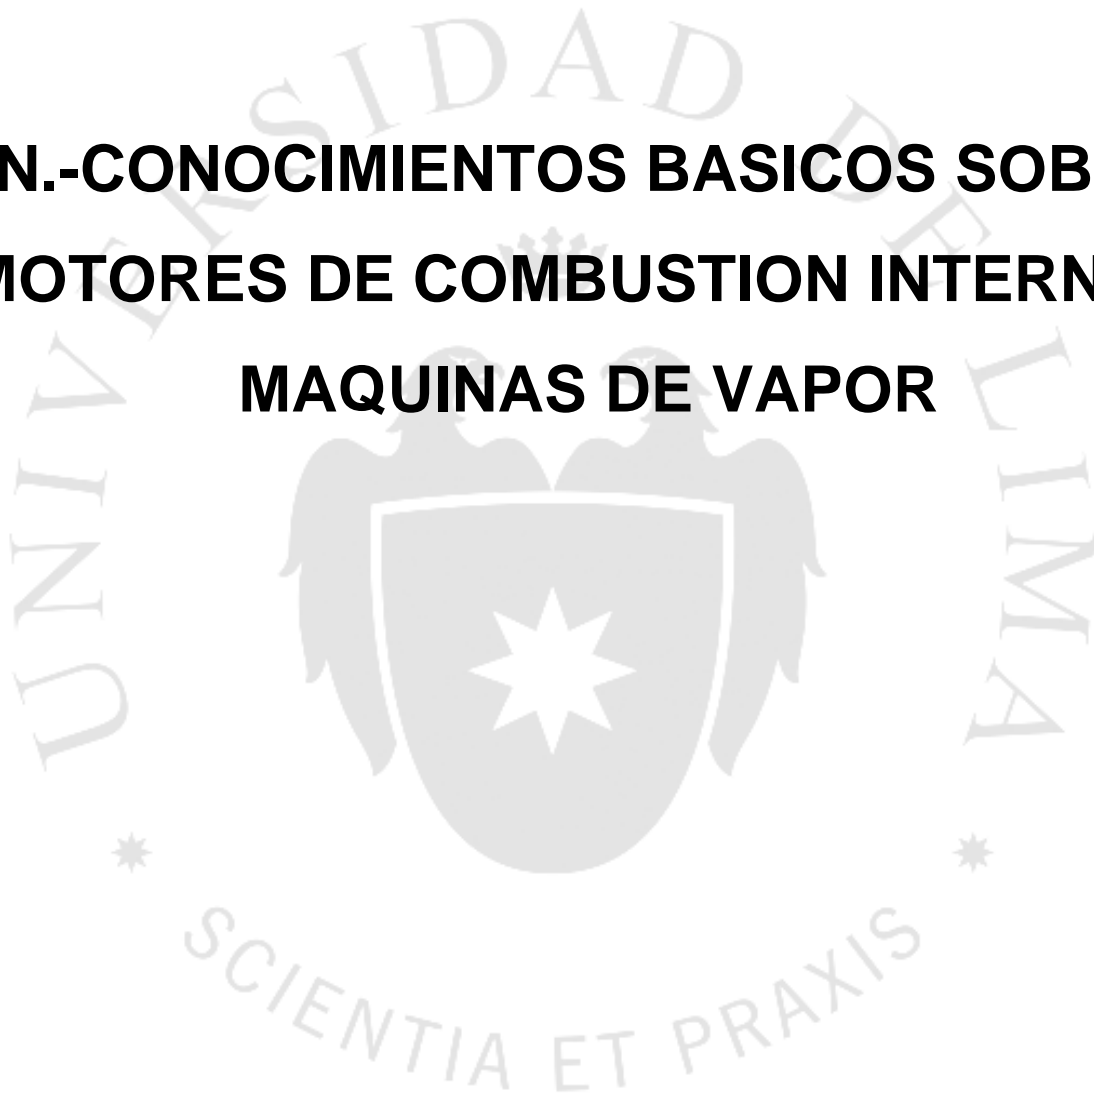 N.-CONOCIMIENTOS BASICOS SOB
MOTORES DE COMBUSTION INTERN
MAQUINAS DE VAPOR
UNIVERSIDAD DE LIMA
SCIENTIA ET PRAXIS